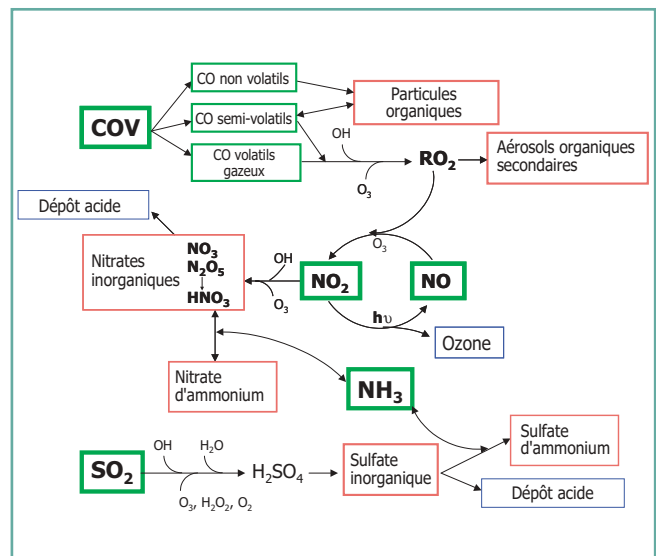 CO non volatils
COV
CO semi-volatils
CO volatils
gazeux
Particules
organiques
OH
O₃
RO₂
Aérosols organiques
secondaires
Dépôt acide
Nitrates
inorganiques
NO₃
N₂O₅
HNO₃
OH
O₃
NO₂
O₃
NO
hυ
Ozone
Nitrate
d'ammonium
NH₃
SO₂
OH
H₂O
O₃, H₂O₂, O₂
H₂SO₄
Sulfate
inorganique
Sulfate
d'ammonium
Dépôt acide